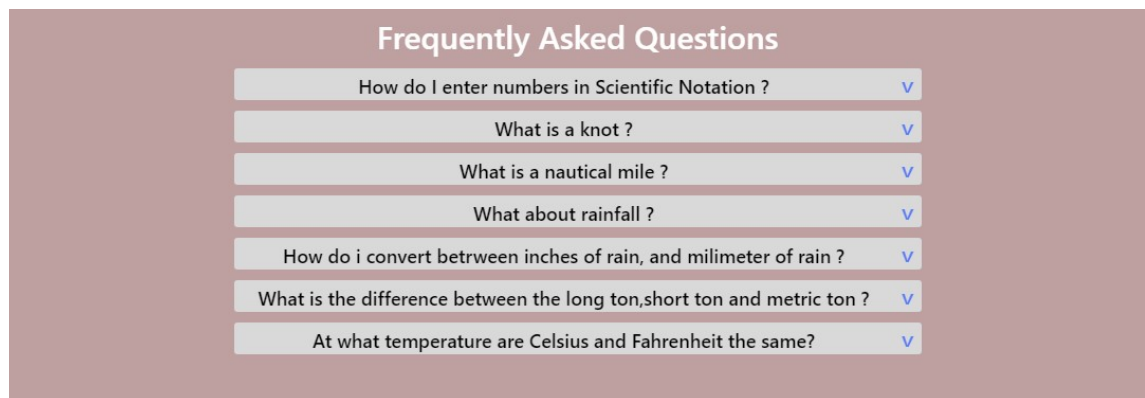 Frequently Asked Questions
How do I enter numbers in Scientific Notation ? v
What is a knot ? v
What is a nautical mile ? v
What about rainfall ? v
How do i convert betrween inches of rain, and milimeter of rain ? v
What is the difference between the long ton,short ton and metric ton ? v
At what temperature are Celsius and Fahrenheit the same? v